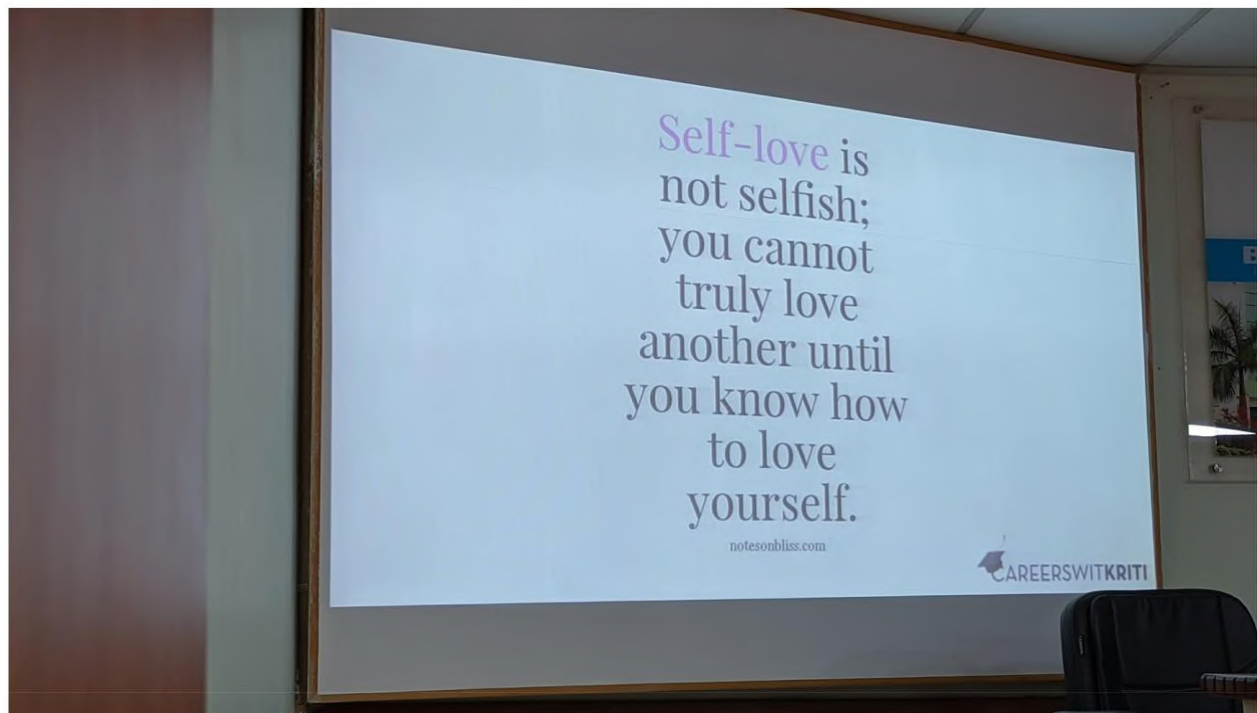 Self-love is
not selfish;
you cannot
truly love
another until
you know how
to love
yourself.
notesonbliss.com
CAREERSWITKRITI